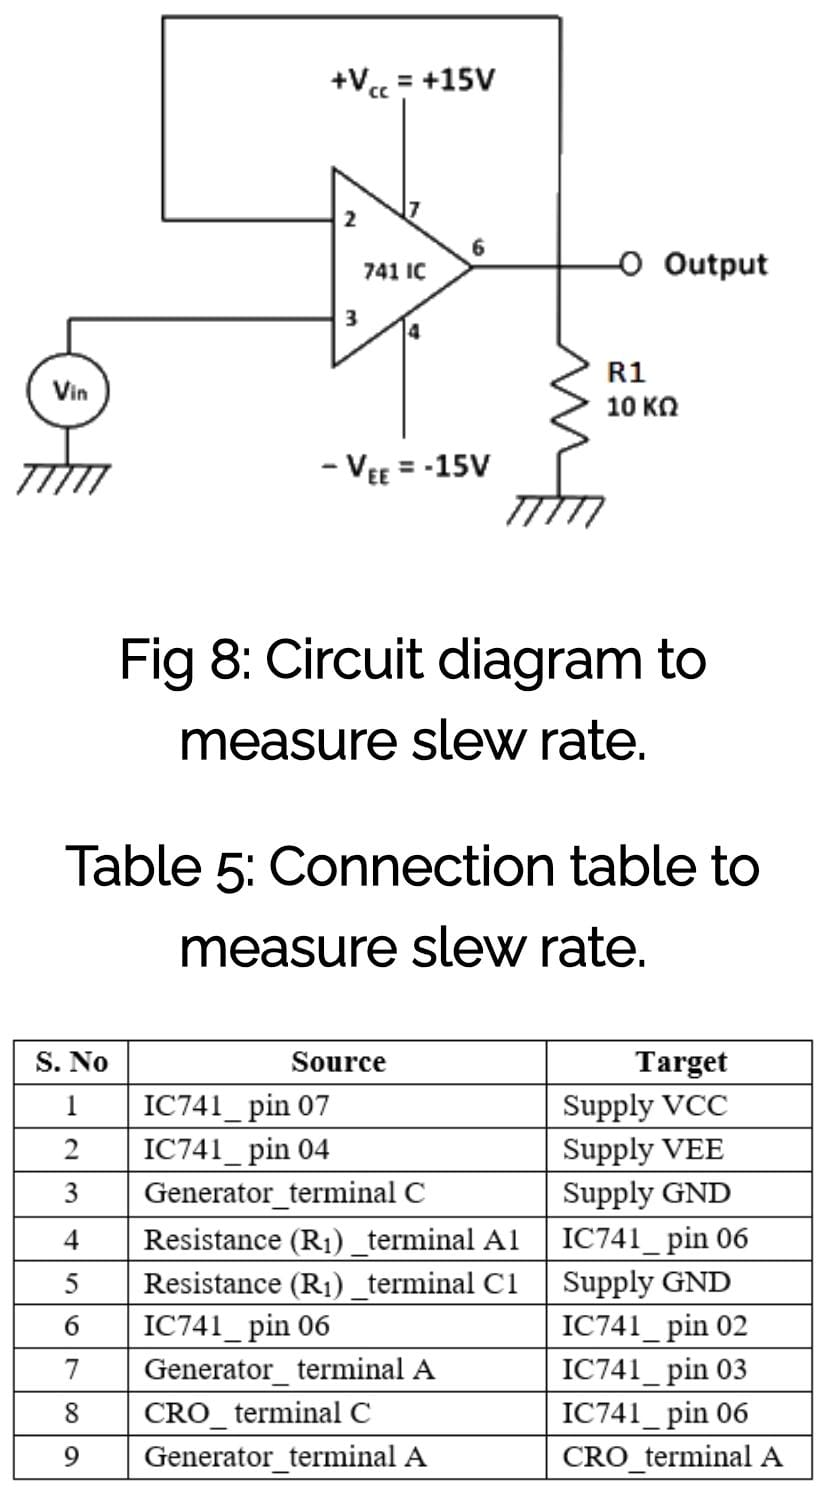 +Vcc = +15V
7
2
6
741 IC
Output
3
4
Vin
R1
10 KΩ
– VEE = -15V
Fig 8: Circuit diagram to
measure slew rate.
Table 5: Connection table to
measure slew rate.
S. No Source Target
1 IC741_ pin 07 Supply VCC
2 IC741_ pin 04 Supply VEE
3 Generator_terminal C Supply GND
4 Resistance (R1) _terminal A1 IC741_ pin 06
5 Resistance (R1) _terminal C1 Supply GND
6 IC741_ pin 06 IC741_ pin 02
7 Generator_ terminal A IC741_ pin 03
8 CRO_ terminal C IC741_ pin 06
9 Generator_terminal A CRO_terminal A